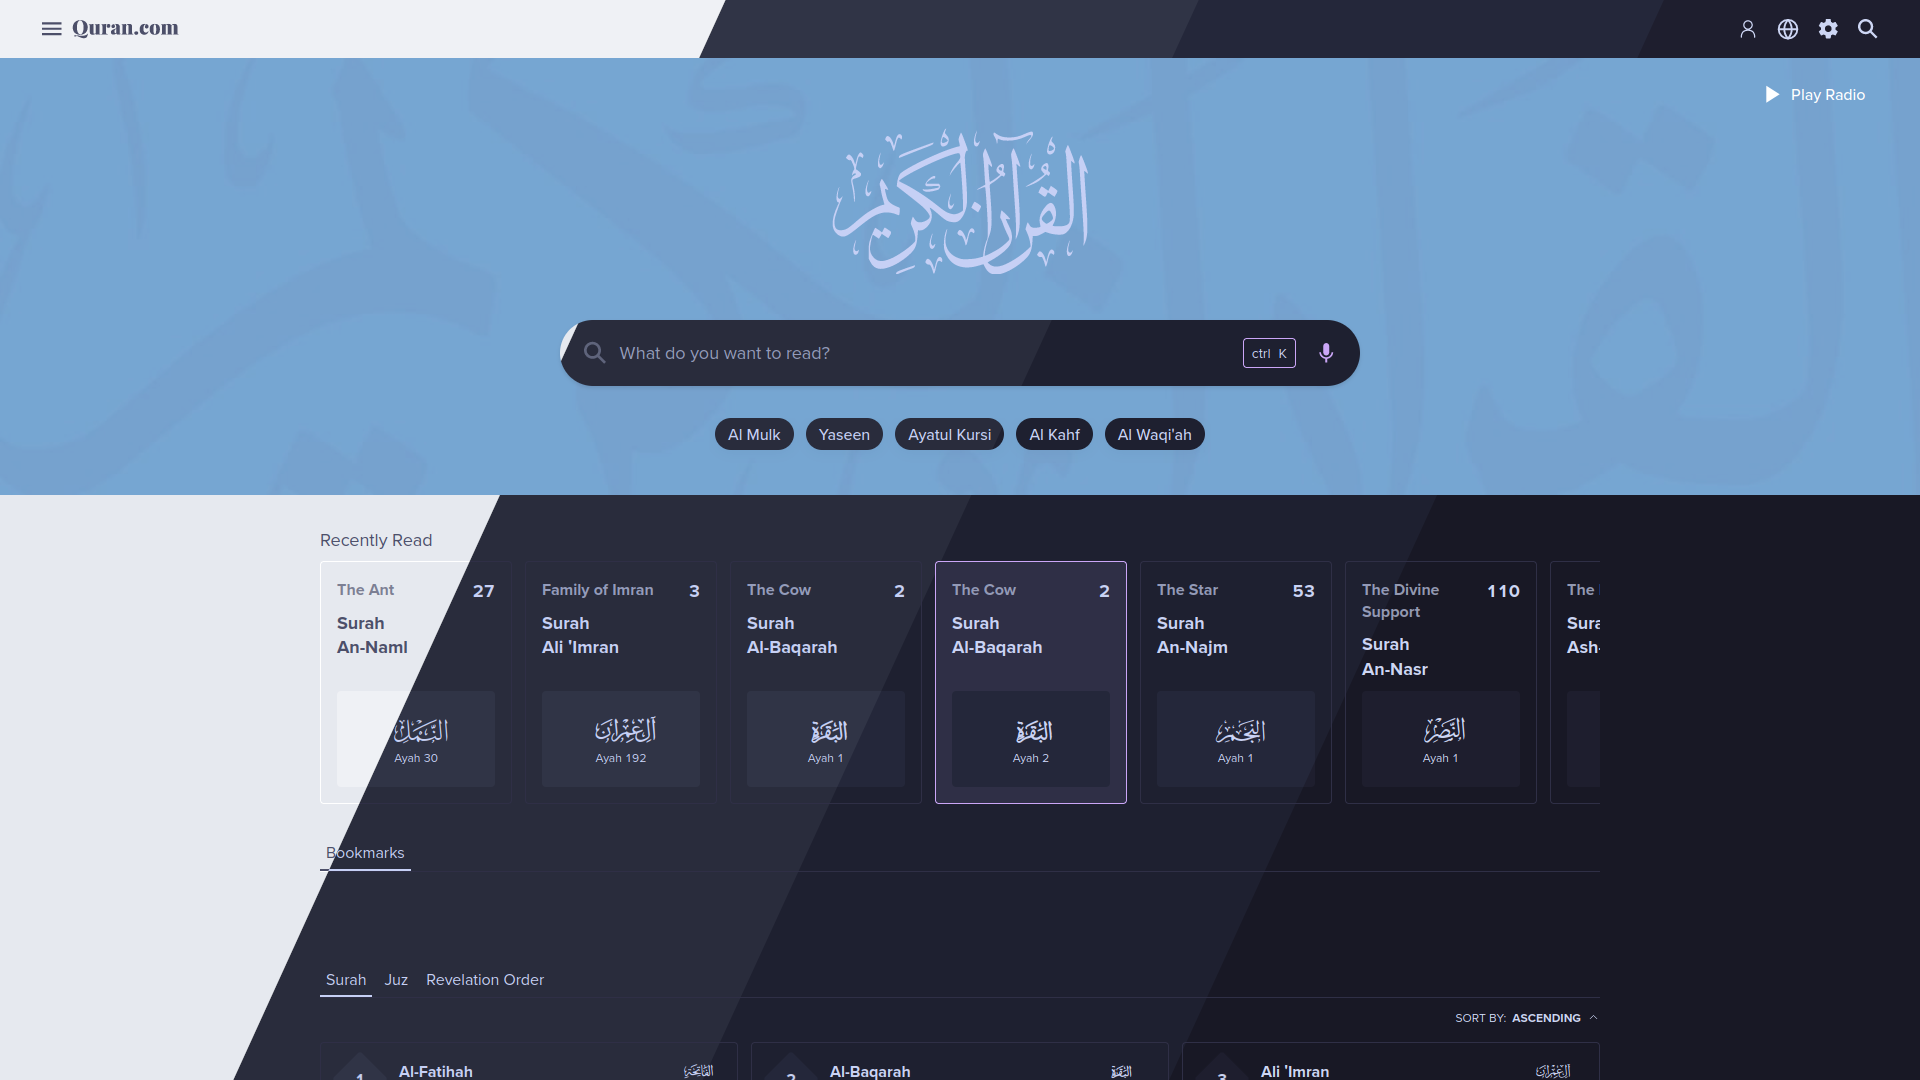 Quran.com
Play Radio
القرآن الكريم
What do you want to read?
ctrl K
Al Mulk
Yaseen
Ayatul Kursi
Al Kahf
Al Waqi'ah
Recently Read
The Ant 27
Surah
An-Naml
النمل
Ayah 30
Family of Imran 3
Surah
Ali 'Imran
آل عمران
Ayah 192
The Cow 2
Surah
Al-Baqarah
البقرة
Ayah 1
The Cow 2
Surah
Al-Baqarah
البقرة
Ayah 2
The Star 53
Surah
An-Najm
النجم
Ayah 1
The Divine 110
Support
Surah
An-Nasr
النصر
Ayah 1
The
Bookmarks
Surah Juz Revelation Order
SORT BY: ASCENDING
1 Al-Fatihah الفاتحة
2 Al-Baqarah البقرة
3 Ali 'Imran آل عمران